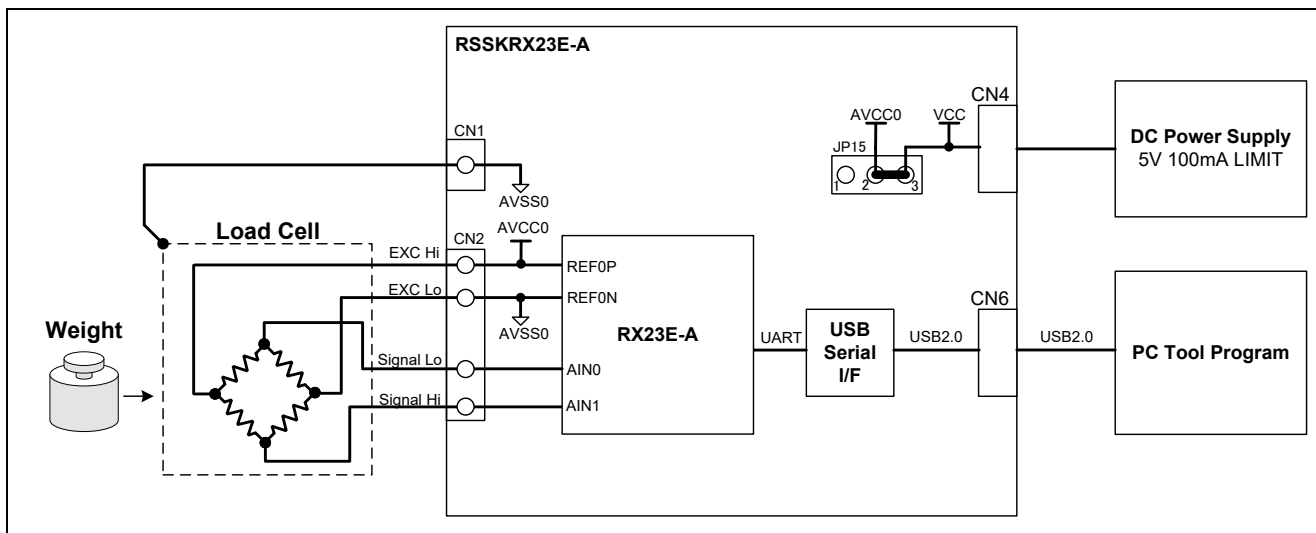 RSSKRX23E-A
CN1
AVSS0
Load Cell
Weight
CN2
AVCC0
EXC Hi
EXC Lo
AVSS0
Signal Lo
Signal Hi
REF0P
REF0N
AIN0
AIN1
RX23E-A
UART
USB
Serial
I/F
USB2.0
AVCC0
VCC
JP15
1
2
3
CN4
DC Power Supply
5V 100mA LIMIT
CN6
USB2.0
PC Tool Program